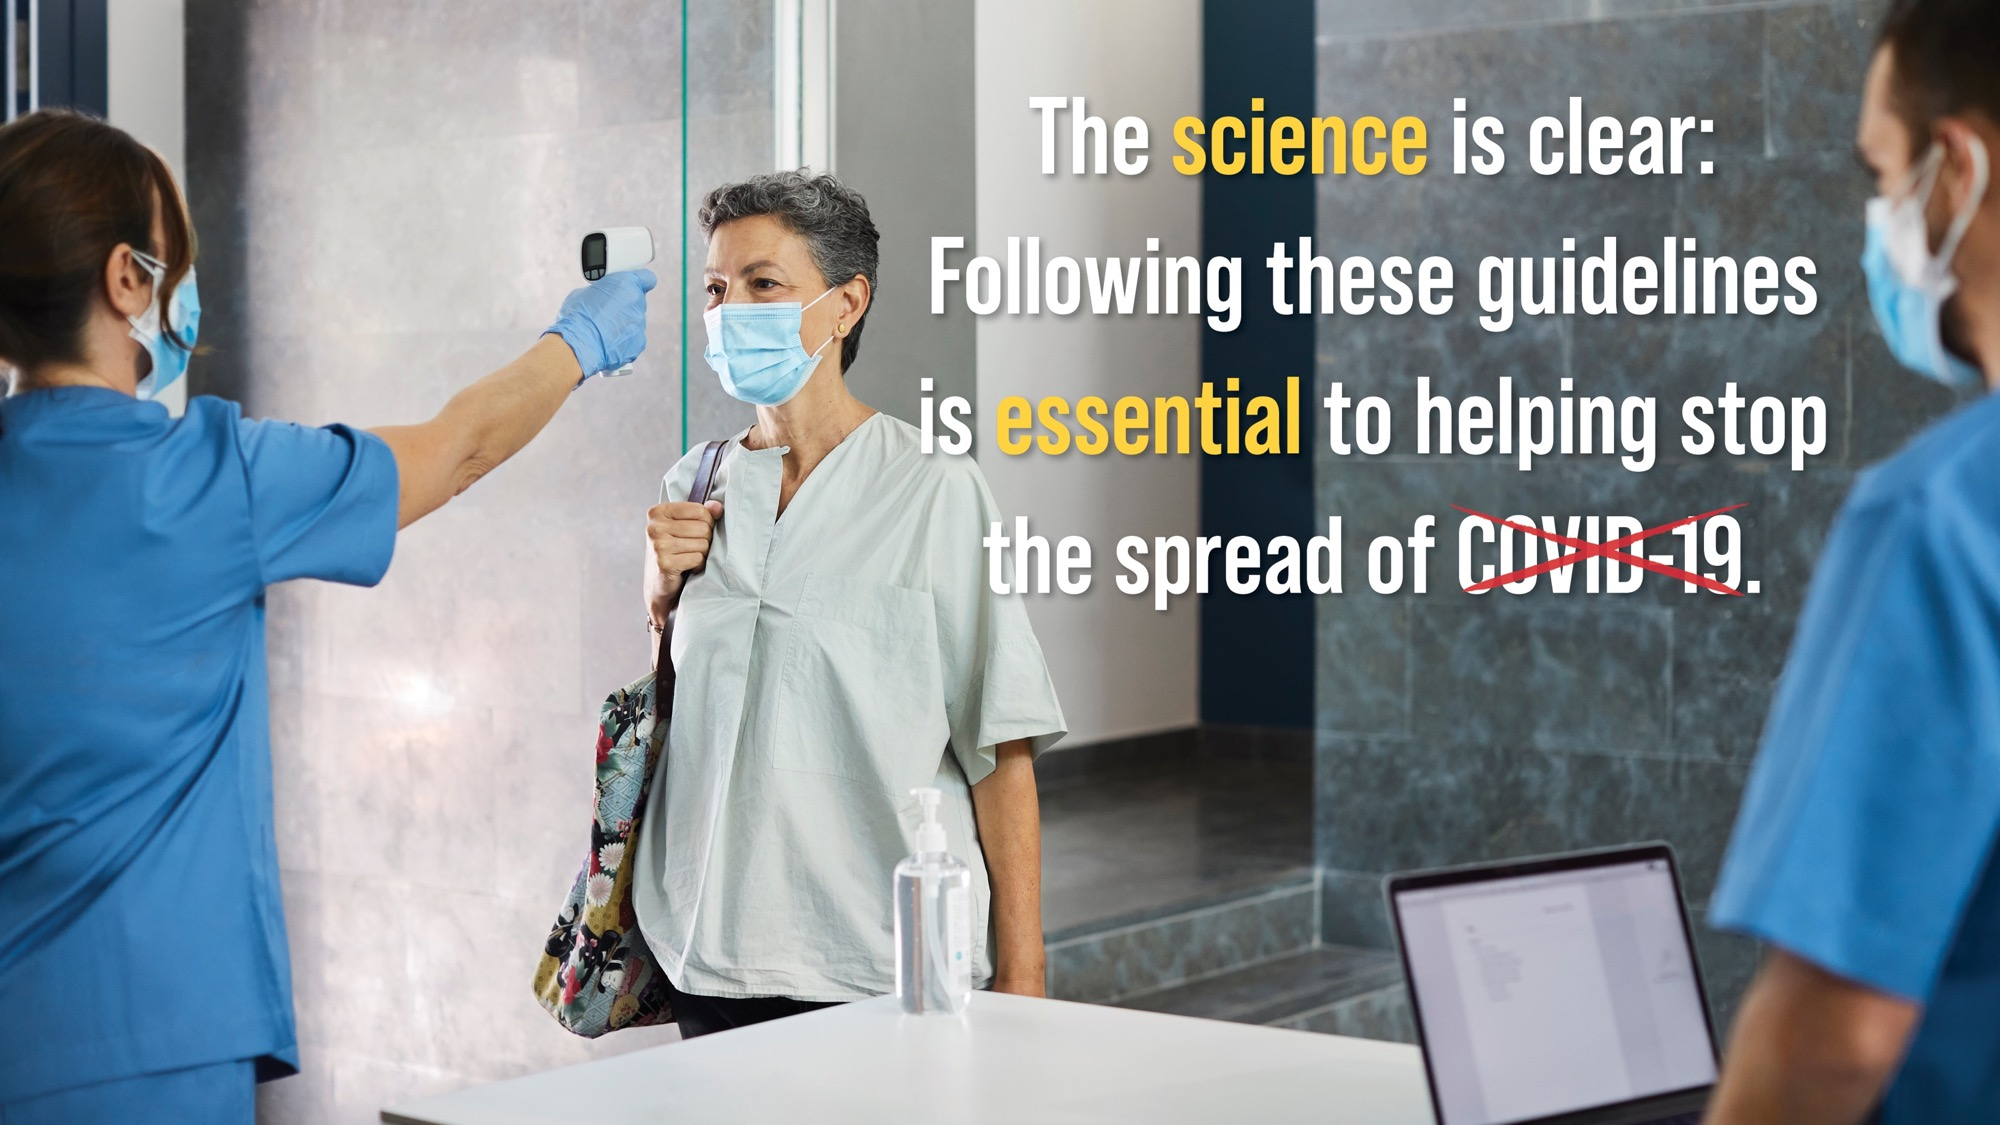 The science is clear:
Following these guidelines
is essential to helping stop
the spread of COVID-19.